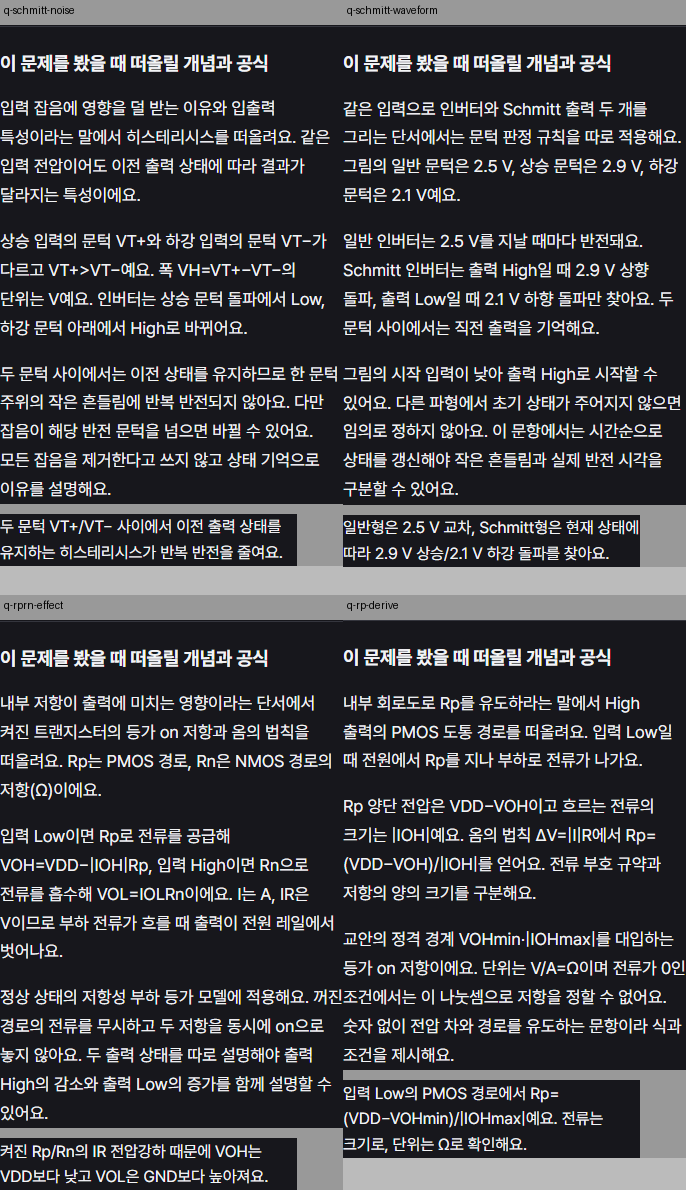 q-schmitt-noise
이 문제를 봤을 때 떠올릴 개념과 공식
입력 잡음에 영향을 덜 받는 이유와 입출력
특성이라는 말에서 히스테리시스를 떠올려요. 같은
입력 전압이어도 이전 출력 상태에 따라 결과가
달라지는 특성이에요.
상승 입력의 문턱 VT+와 하강 입력의 문턱 VT−가
다르고 VT+>VT−예요. 폭 VH=VT+−VT−의
단위는 V예요. 인버터는 상승 문턱 돌파에서 Low,
하강 문턱 아래에서 High로 바뀌어요.
두 문턱 사이에서는 이전 상태를 유지하므로 한 문턱
주위의 작은 흔들림에 반복 반전되지 않아요. 다만
잡음이 해당 반전 문턱을 넘으면 바뀔 수 있어요.
모든 잡음을 제거한다고 쓰지 않고 상태 기억으로
이유를 설명해요.
두 문턱 VT+/VT− 사이에서 이전 출력 상태를
유지하는 히스테리시스가 반복 반전을 줄여요.
q-schmitt-waveform
이 문제를 봤을 때 떠올릴 개념과 공식
같은 입력으로 인버터와 Schmitt 출력 두 개를
그리는 단서에서는 문턱 판정 규칙을 따로 적용해요.
그림의 일반 문턱은 2.5 V, 상승 문턱은 2.9 V, 하강
문턱은 2.1 V예요.
일반 인버터는 2.5 V를 지날 때마다 반전돼요.
Schmitt 인버터는 출력 High일 때 2.9 V 상향
돌파, 출력 Low일 때 2.1 V 하향 돌파만 찾아요. 두
문턱 사이에서는 직전 출력을 기억해요.
그림의 시작 입력이 낮아 출력 High로 시작할 수
있어요. 다른 파형에서 초기 상태가 주어지지 않으면
임의로 정하지 않아요. 이 문항에서는 시간순으로
상태를 갱신해야 작은 흔들림과 실제 반전 시각을
구분할 수 있어요.
일반형은 2.5 V 교차, Schmitt형은 현재 상태에
따라 2.9 V 상승/2.1 V 하강 돌파를 찾아요.
q-rprn-effect
이 문제를 봤을 때 떠올릴 개념과 공식
내부 저항이 출력에 미치는 영향이라는 단서에서
켜진 트랜지스터의 등가 on 저항과 옴의 법칙을
떠올려요. Rp는 PMOS 경로, Rn은 NMOS 경로의
저항(Ω)이에요.
입력 Low이면 Rp로 전류를 공급해
VOH=VDD−|IOH|Rp, 입력 High이면 Rn으로
전류를 흡수해 VOL=IOLRn이에요. I는 A, IR은
V이므로 부하 전류가 흐를 때 출력이 전원 레일에서
벗어나요.
정상 상태의 저항성 부하 등가 모델에 적용해요. 꺼진
경로의 전류를 무시하고 두 저항을 동시에 on으로
놓지 않아요. 두 출력 상태를 따로 설명해야 출력
High의 감소와 출력 Low의 증가를 함께 설명할 수
있어요.
켜진 Rp/Rn의 IR 전압강하 때문에 VOH는
VDD보다 낮고 VOL은 GND보다 높아져요.
q-rp-derive
이 문제를 봤을 때 떠올릴 개념과 공식
내부 회로도로 Rp를 유도하라는 말에서 High
출력의 PMOS 도통 경로를 떠올려요. 입력 Low일
때 전원에서 Rp를 지나 부하로 전류가 나가요.
Rp 양단 전압은 VDD−VOH이고 흐르는 전류의
크기는 |IOH|예요. 옴의 법칙 ΔV=|I|R에서 Rp=
(VDD−VOH)/|IOH|를 얻어요. 전류 부호 규약과
저항의 양의 크기를 구분해요.
교안의 정격 경계 VOHmin·|IOHmax|를 대입하는
등가 on 저항이에요. 단위는 V/A=Ω이며 전류가 0인
조건에서는 이 나눗셈으로 저항을 정할 수 없어요.
숫자 없이 전압 차와 경로를 유도하는 문항이라 식과
조건을 제시해요.
입력 Low의 PMOS 경로에서 Rp=
(VDD−VOHmin)/|IOHmax|예요. 전류는
크기로, 단위는 Ω로 확인해요.